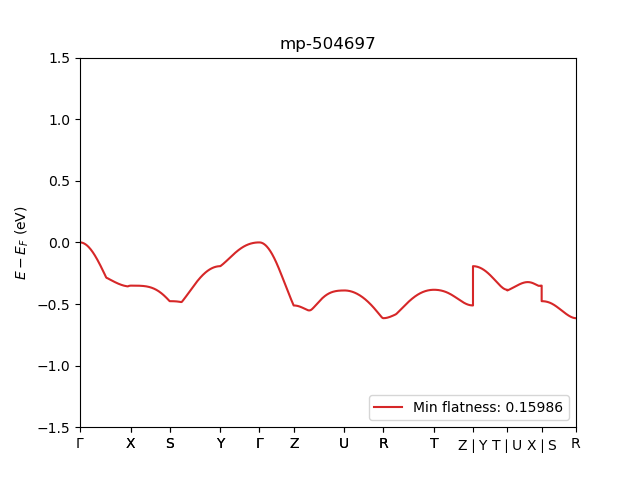 mp-504697
E − E_F (eV)
1.5
1.0
0.5
0.0
−0.5
−1.0
−1.5
Min flatness: 0.15986
Γ X S Y Γ Z U R T Z | Y T | U X | S R